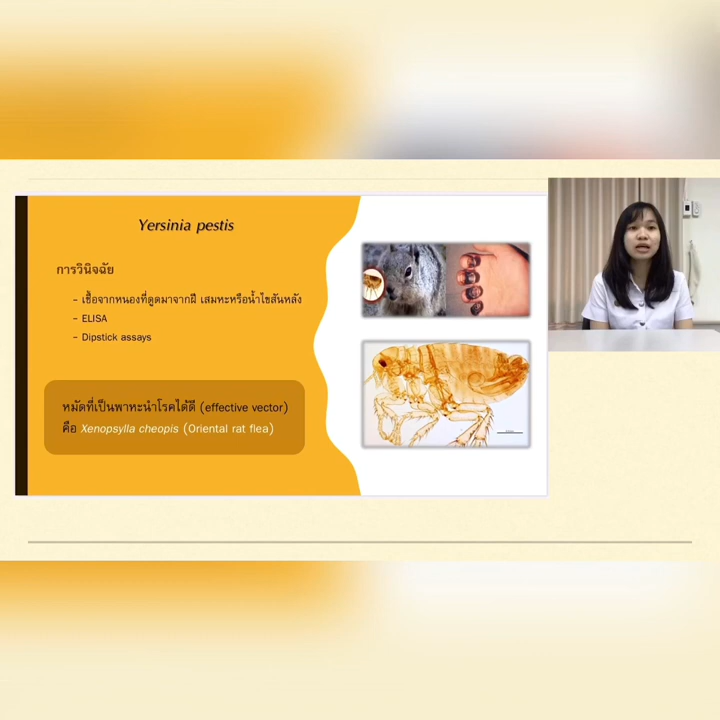 Yersinia pestis
การวินิจฉัย
- เชื้อจากหนองที่ดูดมาจากฝี เสมหะหรือน้ำไขสันหลัง
- ELISA
- Dipstick assays
หมัดที่เป็นพาหะนำโรคได้ดี (effective vector)
คือ Xenopsylla cheopis (Oriental rat flea)